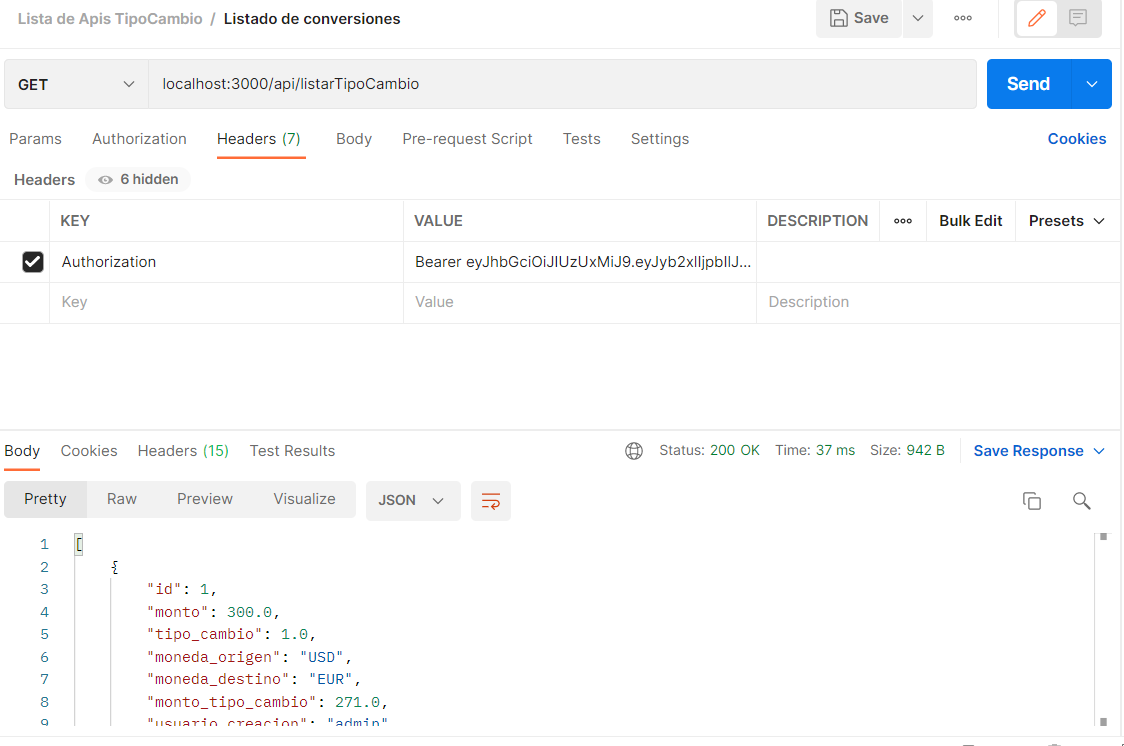 Lista de Apis TipoCambio / Listado de conversiones
Save
GET
localhost:3000/api/listarTipoCambio
Send
Params Authorization Headers (7) Body Pre-request Script Tests Settings Cookies
Headers 6 hidden
KEY VALUE DESCRIPTION Bulk Edit Presets
Authorization Bearer eyJhbGciOiJIUzUxMiJ9.eyJyb2xlIjpbIlJ...
Key Value Description
Body Cookies Headers (15) Test Results Status: 200 OK Time: 37 ms Size: 942 B Save Response
Pretty Raw Preview Visualize JSON
1 [
2 {
3 "id": 1,
4 "monto": 300.0,
5 "tipo_cambio": 1.0,
6 "moneda_origen": "USD",
7 "moneda_destino": "EUR",
8 "monto_tipo_cambio": 271.0,
9 "usuario_creacion": "admin"